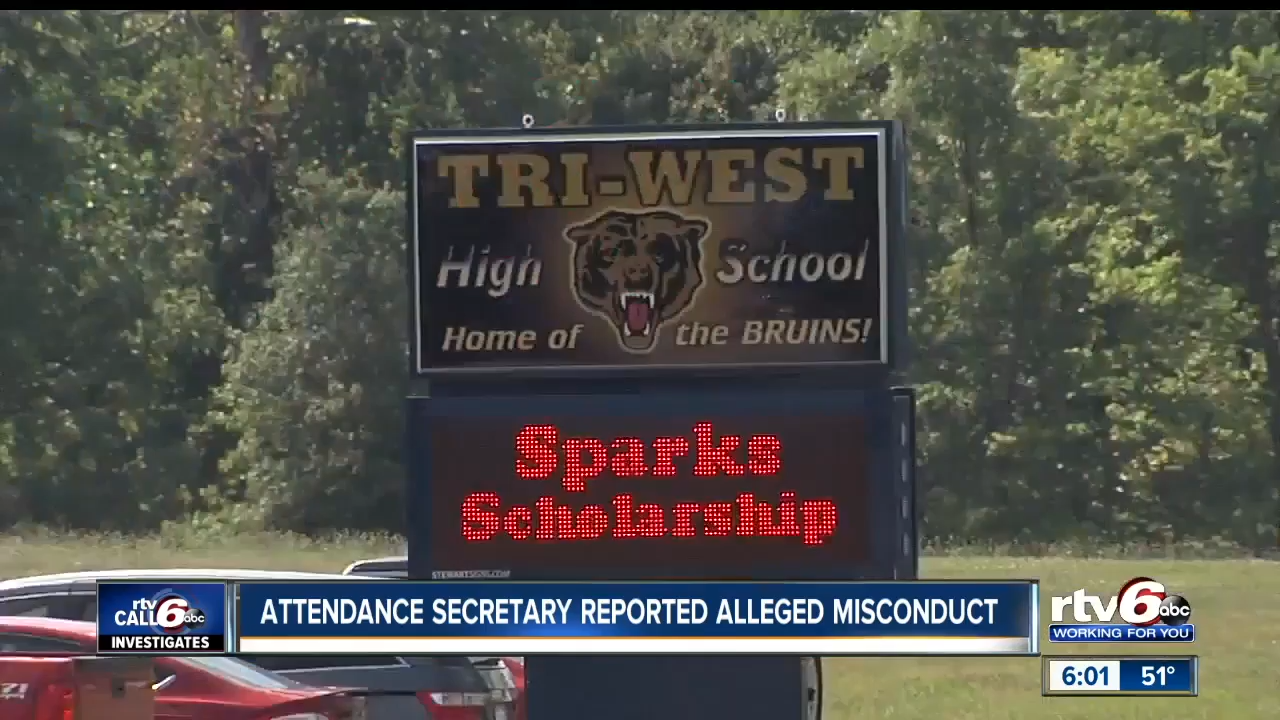 TRI-WEST
High School
Home of the BRUINS!
Sparks
Scholarship
STEWARTSIGNS.COM
rtv6 abc
CALL 6
INVESTIGATES
ATTENDANCE SECRETARY REPORTED ALLEGED MISCONDUCT
rtv6 abc
WORKING FOR YOU
6:01 51°
Z71